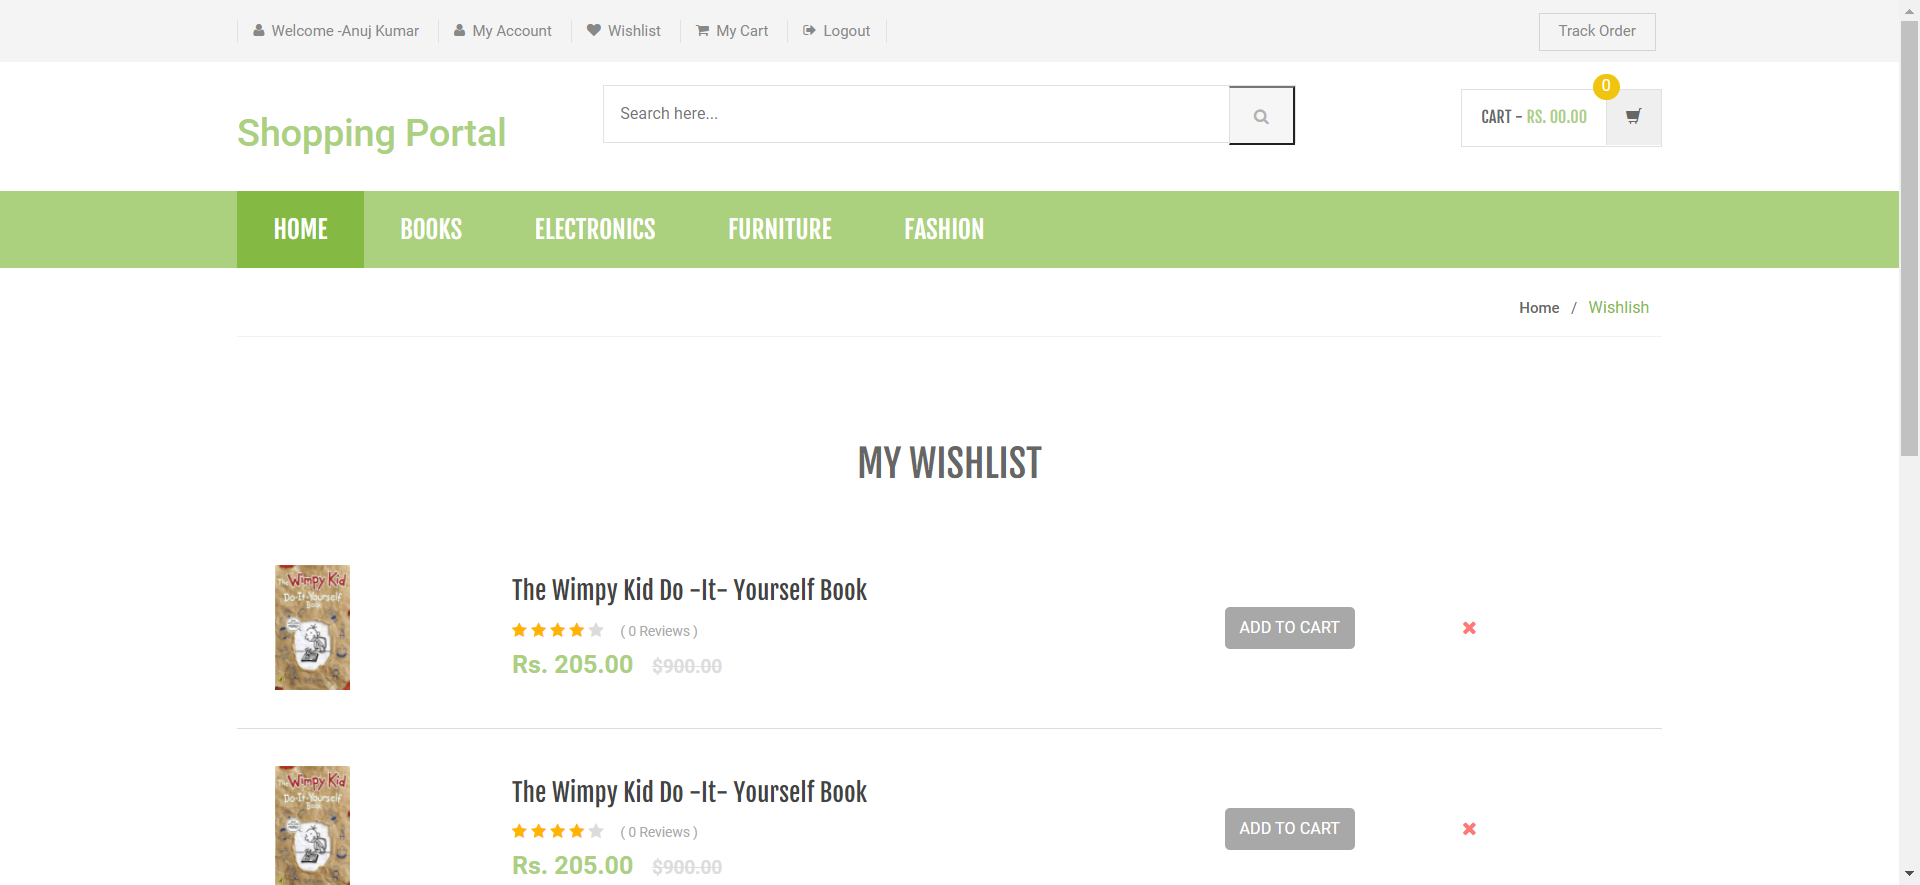 Welcome -Anuj Kumar
My Account
Wishlist
My Cart
Logout
Track Order
Shopping Portal
Search here...
CART - RS. 00.00
0
HOME
BOOKS
ELECTRONICS
FURNITURE
FASHION
Home / Wishlish
MY WISHLIST
The Wimpy Kid
Do-It-Yourself
Book
The Wimpy Kid Do -It- Yourself Book
( 0 Reviews )
Rs. 205.00 $900.00
ADD TO CART
The Wimpy Kid
Do-It-Yourself
Book
The Wimpy Kid Do -It- Yourself Book
( 0 Reviews )
Rs. 205.00 $900.00
ADD TO CART